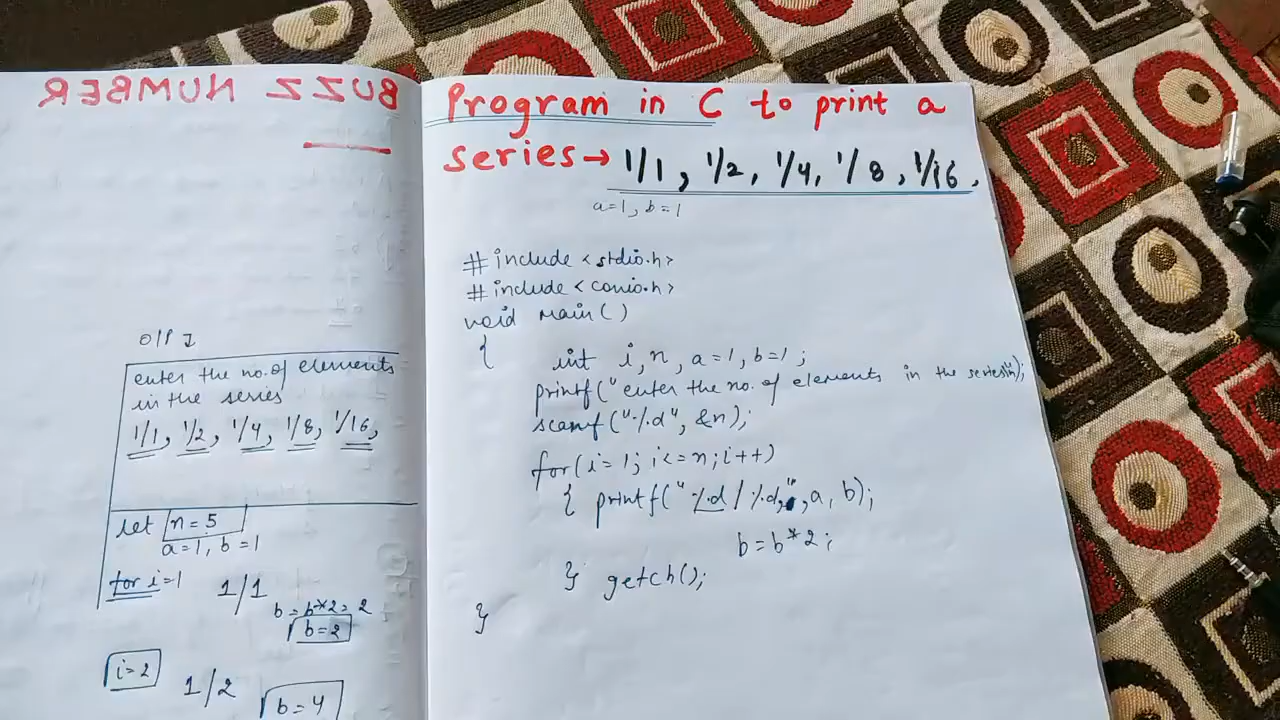 BUZZ NUMBER
O/P I
enter the no. of elements
in the series
1/1, 1/2, 1/4, 1/8, 1/16,
let n=5
a=1, b=1
for i=1 1/1
b=b*2=2
b=2
i=2 1/2 b=4
Program in C to print a
series→ 1/1, 1/2, 1/4, 1/8, 1/16,
a=1, b=1
#include <stdio.h>
#include <conio.h>
void main()
{ int i, n, a=1, b=1;
printf("enter the no. of elements in the series\n");
scanf("%d", &n);
for(i=1; i<=n; i++)
{ printf("%d/%d,", a, b);
b=b*2;
} getch();
}